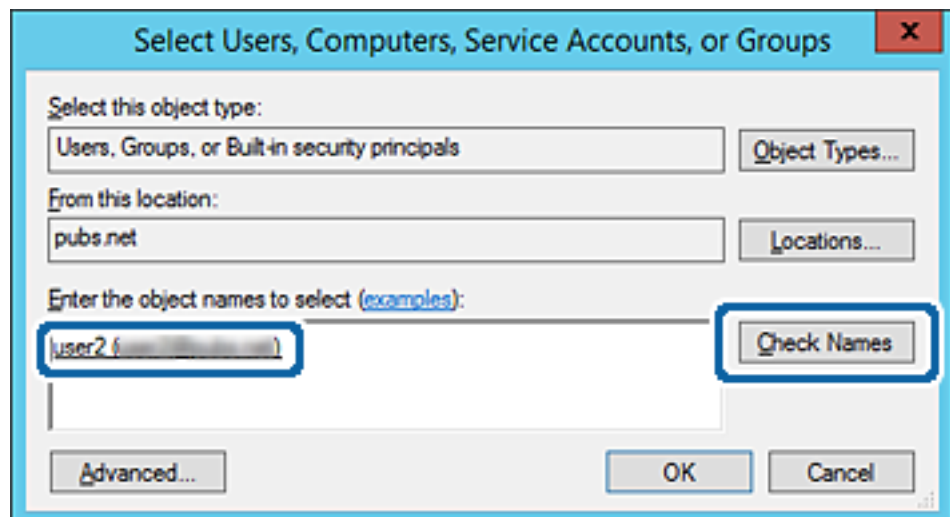 Select Users, Computers, Service Accounts, or Groups
x
Select this object type:
Users, Groups, or Built-in security principals
Object Types...
From this location:
pubs.net
Locations...
Enter the object names to select (examples):
user2 ( )
Check Names
Advanced...
OK
Cancel